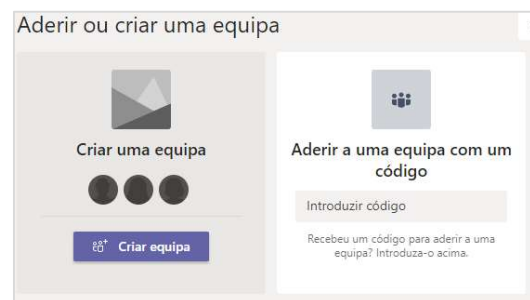 Aderir ou criar uma equipa
Criar uma equipa
Criar equipa
Aderir a uma equipa com um
código
Introduzir código
Recebeu um código para aderir a uma
equipa? Introduza-o acima.